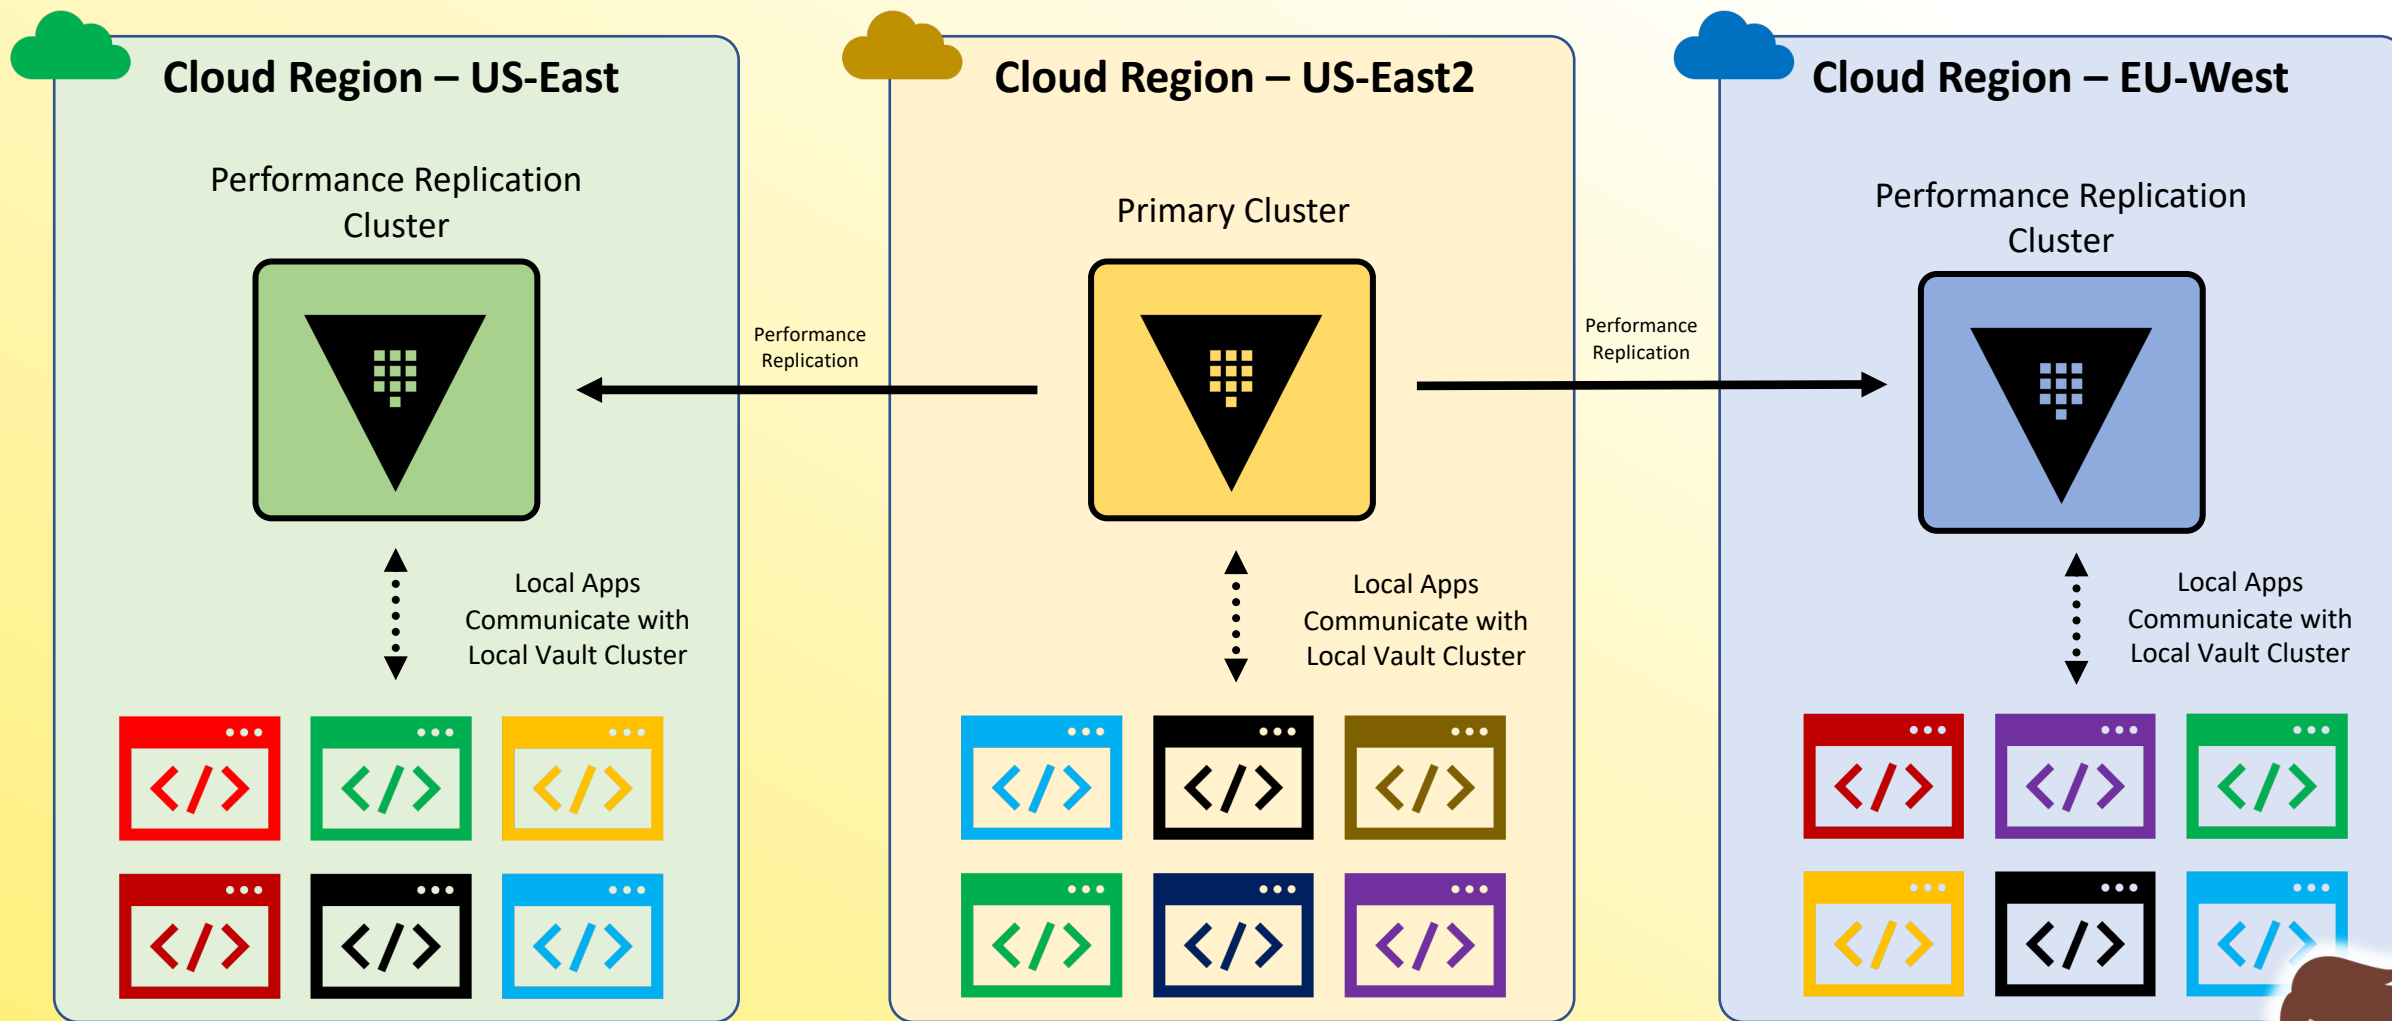 Cloud Region – US-East
Performance Replication
Cluster
Local Apps
Communicate with
Local Vault Cluster
Performance
Replication
Cloud Region – US-East2
Primary Cluster
Local Apps
Communicate with
Local Vault Cluster
Performance
Replication
Cloud Region – EU-West
Performance Replication
Cluster
Local Apps
Communicate with
Local Vault Cluster